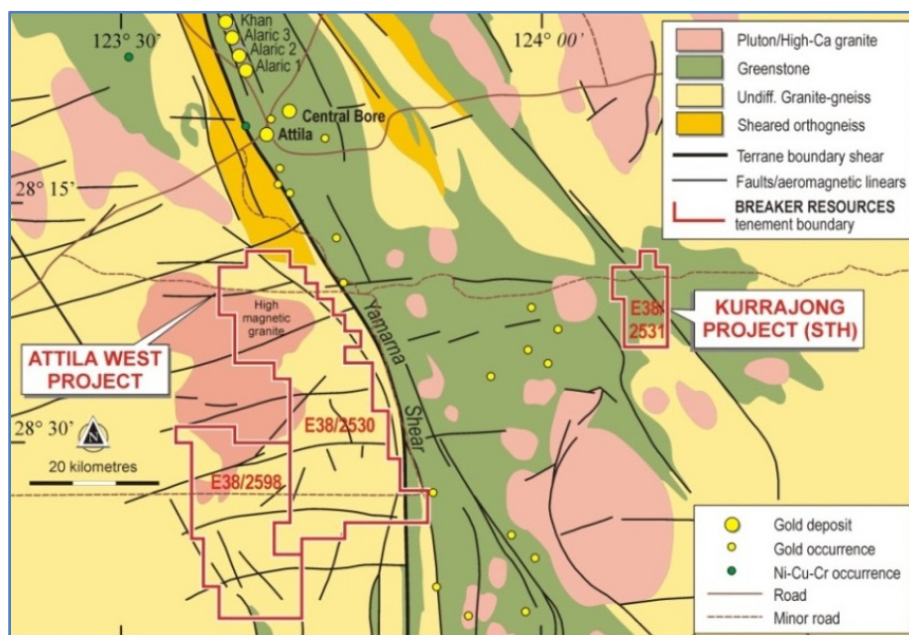 123° 30'
124° 00'
Khan
Alaric 3
Alaric 2
Alaric 1
Central Bore
Attila
28° 15'
Pluton/High-Ca granite
Greenstone
Undiff. Granite-gneiss
Sheared orthogneiss
Terrane boundary shear
Faults/aeromagnetic linears
BREAKER RESOURCES
tenement boundary
High
magnetic
granite
Yamarna
Shear
E38/
2531
KURRAJONG
PROJECT (STH)
ATTILA WEST
PROJECT
28° 30'
N
20 kilometres
E38/2530
E38/2598
Gold deposit
Gold occurrence
Ni-Cu-Cr occurrence
Road
Minor road